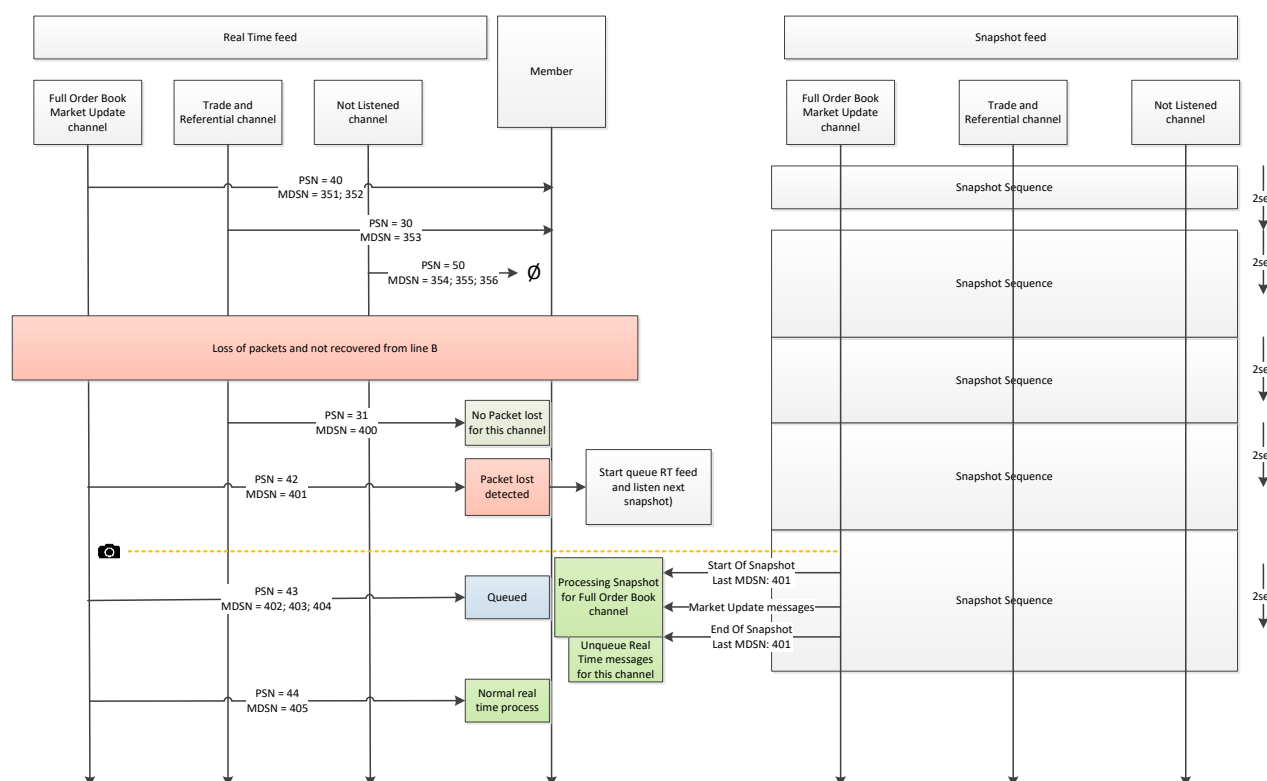 Real Time feed
Member
Snapshot feed
Full Order Book
Market Update
channel
Trade and
Referential channel
Not Listened
channel
Full Order Book
Market Update
channel
Trade and
Referential channel
Not Listened
channel
PSN = 40
MDSN = 351; 352
Snapshot Sequence
2se
PSN = 30
MDSN = 353
PSN = 50
MDSN = 354; 355; 356
Ø
Snapshot Sequence
2se
Loss of packets and not recovered from line B
Snapshot Sequence
2se
PSN = 31
MDSN = 400
No Packet lost
for this channel
PSN = 42
MDSN = 401
Packet lost
detected
Start queue RT feed
and listen next
snapshot)
Snapshot Sequence
2se
PSN = 43
MDSN = 402; 403; 404
Queued
Processing Snapshot
for Full Order Book
channel
Start Of Snapshot
Last MDSN: 401
Market Update messages
End Of Snapshot
Last MDSN: 401
Snapshot Sequence
2se
Unqueue Real
Time messages
for this channel
PSN = 44
MDSN = 405
Normal real
time process